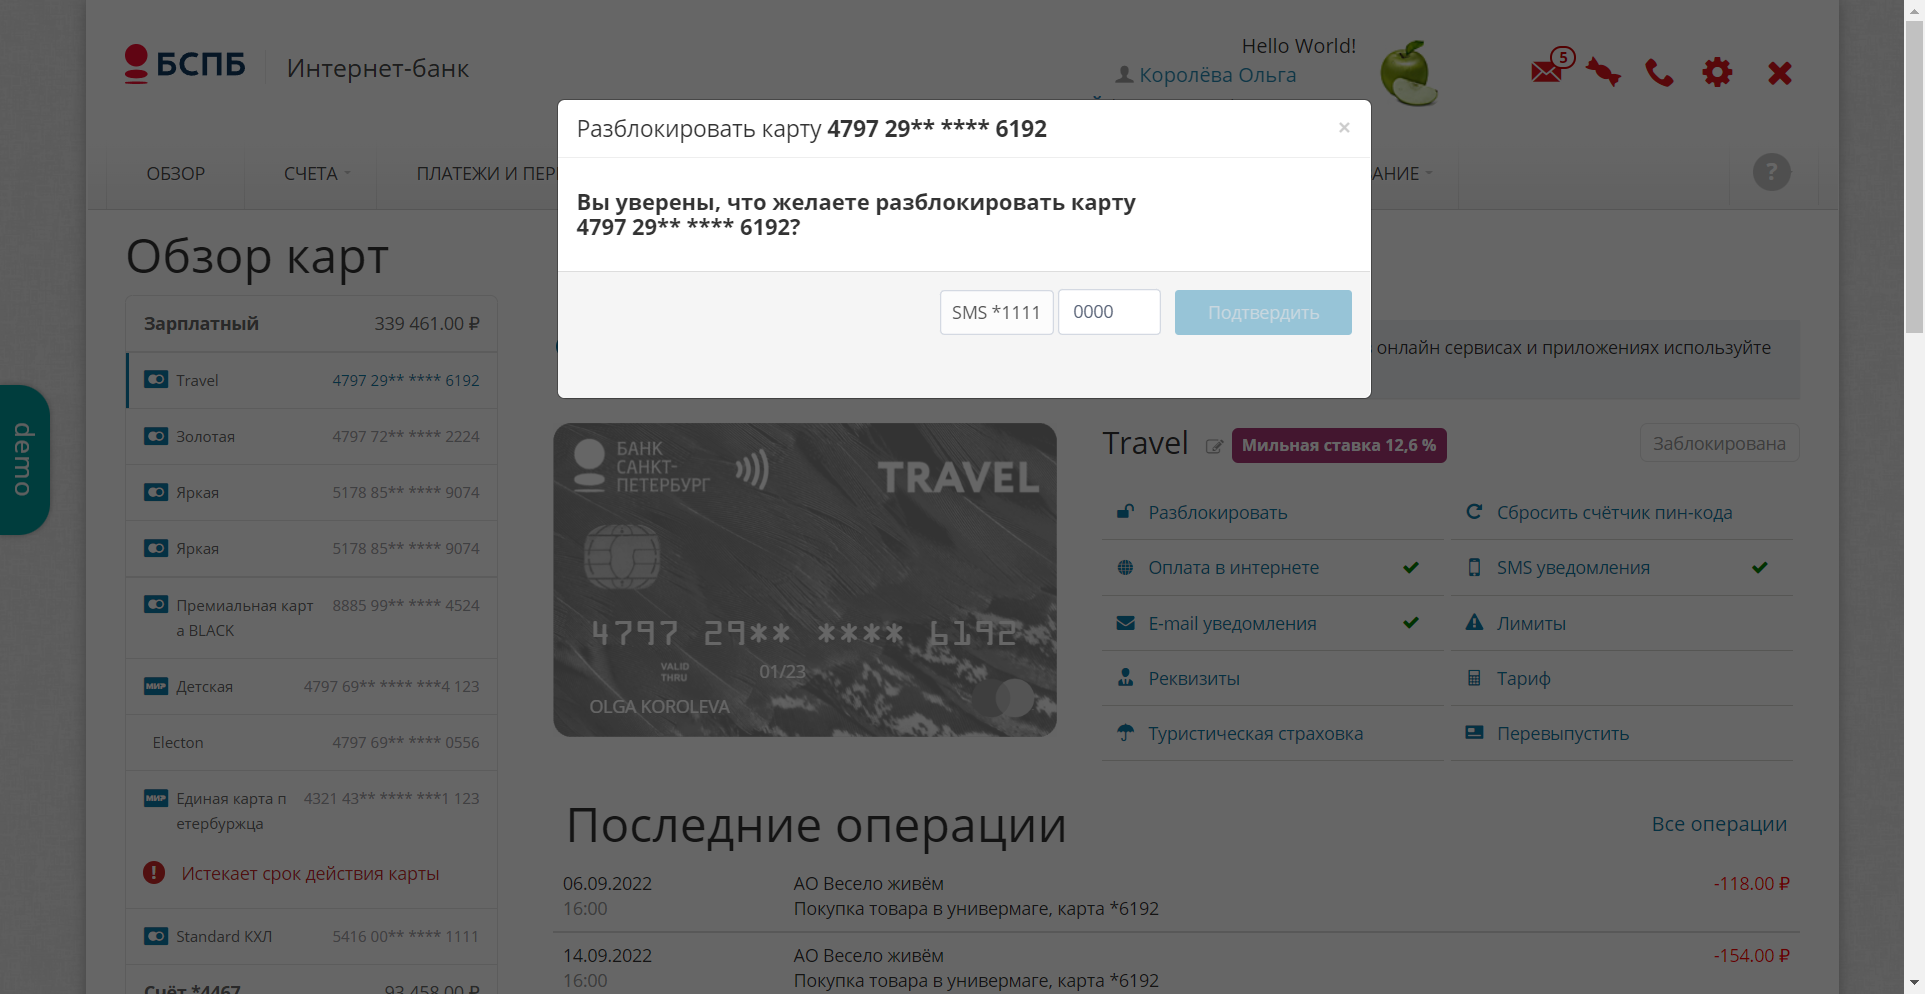 БСПБ
Интернет-банк
Hello World!
Королёва Ольга
5
Разблокировать карту 4797 29** **** 6192
×
ОБЗОР
СЧЕТА
ПЛАТЕЖИ И ПЕР
АНИЕ
?
Вы уверены, что желаете разблокировать карту
4797 29** **** 6192?
SMS *1111
0000
Подтвердить
онлайн сервисах и приложениях используйте
demo
Обзор карт
Зарплатный 339 461.00 ₽
Travel 4797 29** **** 6192
Золотая 4797 72** **** 2224
Яркая 5178 85** **** 9074
Яркая 5178 85** **** 9074
Премиальная карт 8885 99** **** 4524
а BLACK
МИР Детская 4797 69** **** ***4 123
Electon 4797 69** **** 0556
МИР Единая карта п 4321 43** **** ***1 123
етербуржца
! Истекает срок действия карты
Standard КХЛ 5416 00** **** 1111
Счёт *4467 93 458.00 ₽
БАНК
САНКТ-
ПЕТЕРБУРГ
TRAVEL
4797 29** **** 6192
VALID
THRU
01/23
OLGA KOROLEVA
Travel
Мильная ставка 12,6 %
Заблокирована
Разблокировать
Сбросить счётчик пин-кода
Оплата в интернете
SMS уведомления
E-mail уведомления
Лимиты
Реквизиты
Тариф
Туристическая страховка
Перевыпустить
Последние операции
Все операции
06.09.2022 АО Весело живём -118.00 ₽
16:00 Покупка товара в универмаге, карта *6192
14.09.2022 АО Весело живём -154.00 ₽
16:00 Покупка товара в универмаге, карта *6192